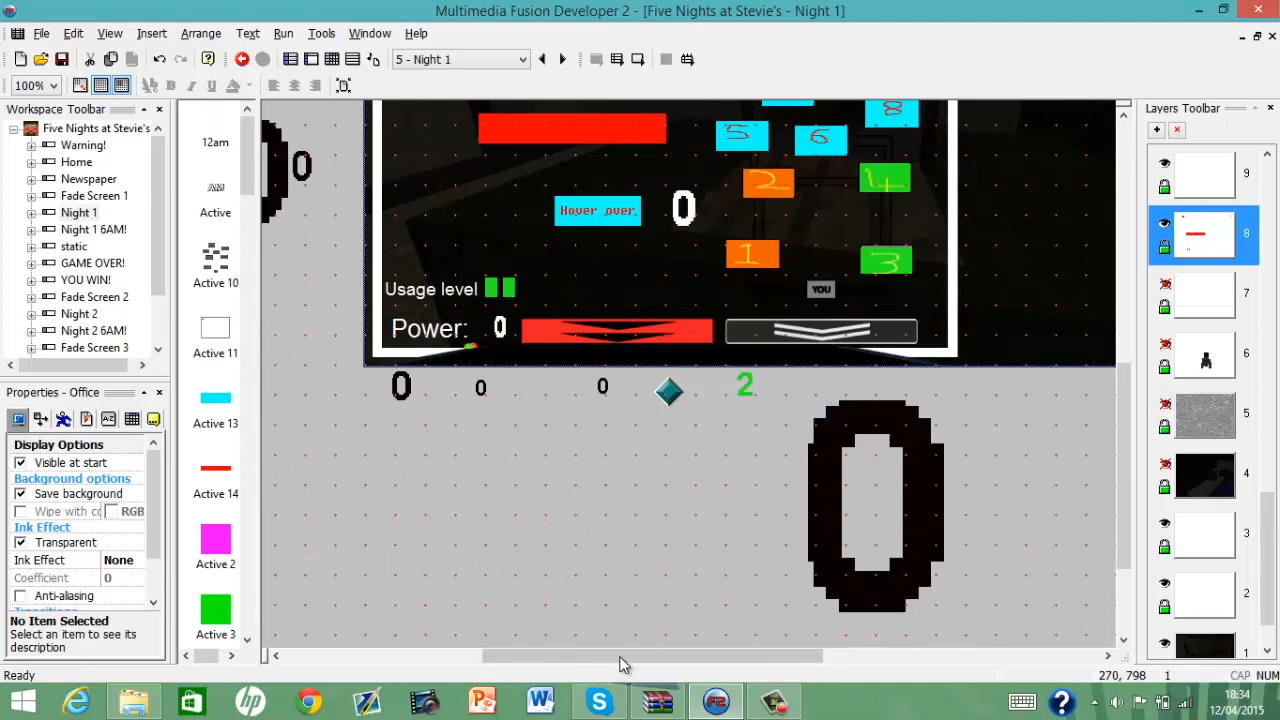 Multimedia Fusion Developer 2 - [Five Nights at Stevie's - Night 1]
File Edit View Insert Arrange Text Run Tools Window Help
5 - Night 1
100%
Workspace Toolbar
Five Nights at Stevie's
Warning!
Home
Newspaper
Fade Screen 1
Night 1
Night 1 6AM!
static
GAME OVER!
YOU WIN!
Fade Screen 2
Night 2
Night 2 6AM!
Fade Screen 3
Properties - Office
Display Options
Visible at start
Background options
Save background
Wipe with co RGB
Ink Effect
Transparent
Ink Effect None
Coefficient 0
Anti-aliasing
No Item Selected
Select an item to see its
description
12am
AM
Active
Active 10
Active 11
Active 13
Active 14
Active 2
Active 3
0
8
5 6
2 4
Hover over. 0
1 3
Usage level YOU
Power: 0
0 0 0 2
0
Layers Toolbar
9
8
7
6
5
4
3
2
1
Ready 270, 798 1 CAP NUM
18:34
12/04/2015